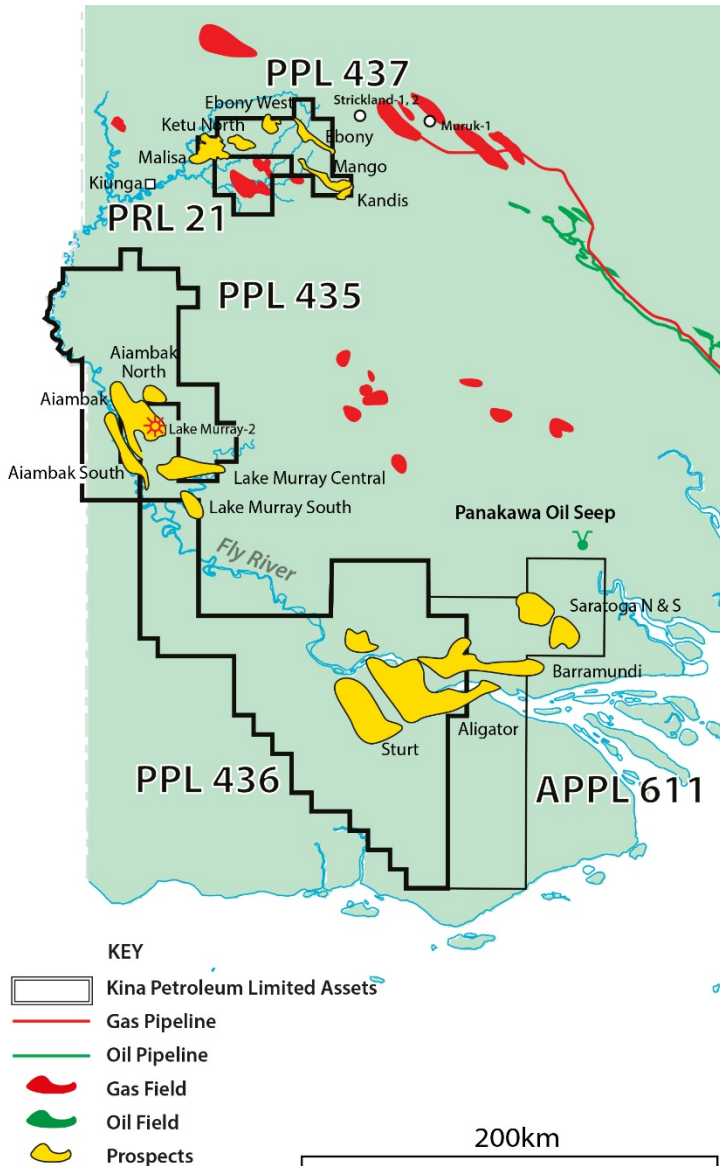 PPL 437
Strickland-1, 2
Ebony West
Muruk-1
Ketu North
Ebony
Malisa
Mango
Kiunga
Kandis
PRL 21
PPL 435
Aiambak
North
Aiambak
Lake Murray-2
Aiambak South
Lake Murray Central
Lake Murray South
Panakawa Oil Seep
Fly River
Saratoga N & S
Barramundi
Aligator
Sturt
PPL 436
APPL 611
KEY
Kina Petroleum Limited Assets
Gas Pipeline
Oil Pipeline
Gas Field
Oil Field
Prospects
200km